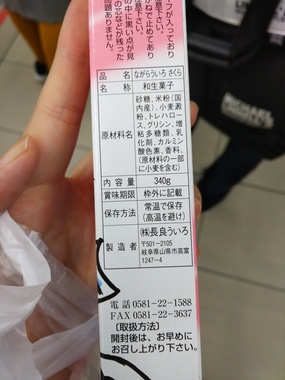 フが入っており
がねで止めてあり
意下さい。
中に黒い点が見
の芯などが残った
題ありません。
品名 ながらういろ さくら
名称 和生菓子
原材料名 砂糖、米粉(国
内産)、小麦澱
粉、トレハロー
ス、グリシン、増
粘多糖類、乳
化剤、カルミン
酸色素、香料、
(原材料の一部
に小麦を含む)
内容量 340g
賞味期限 枠外に記載
保存方法 常温で保存
(高温を避け)
製造者 ㈱長良ういろ
〒501-2105
岐阜県山県市高富
1247-4
電話 0581-22-1588
FAX 0581-22-3637
〔取扱方法〕
開封後は、お早めに
お召し上がり下さい。